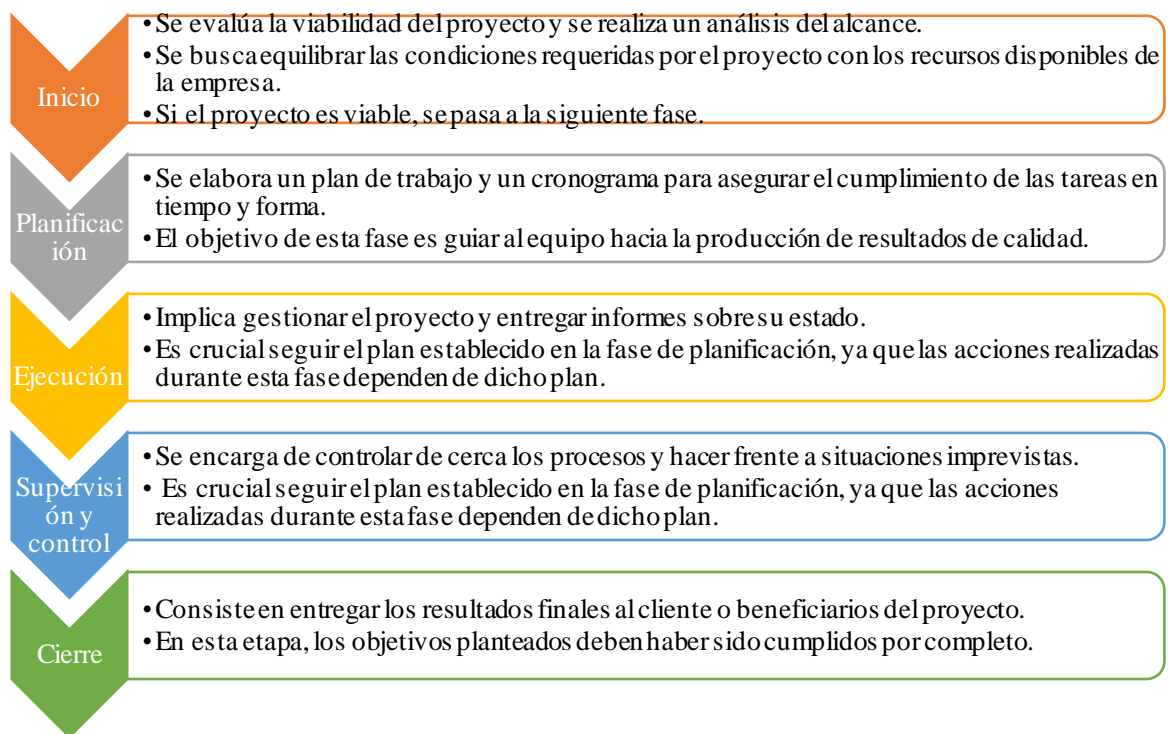 Inicio
• Se evalúa la viabilidad del proyecto y se realiza un análisis del alcance.
• Se busca equilibrar las condiciones requeridas por el proyecto con los recursos disponibles de
la empresa.
• Si el proyecto es viable, se pasa a la siguiente fase.
Planificac
ión
• Se elabora un plan de trabajo y un cronograma para asegurar el cumplimiento de las tareas en
tiempo y forma.
• El objetivo de esta fase es guiar al equipo hacia la producción de resultados de calidad.
Ejecución
• Implica gestionar el proyecto y entregar informes sobre su estado.
• Es crucial seguir el plan establecido en la fase de planificación, ya que las acciones realizadas
durante esta fase dependen de dicho plan.
Supervisi
ón y
control
• Se encarga de controlar de cerca los procesos y hacer frente a situaciones imprevistas.
• Es crucial seguir el plan establecido en la fase de planificación, ya que las acciones
realizadas durante esta fase dependen de dicho plan.
Cierre
• Consiste en entregar los resultados finales al cliente o beneficiarios del proyecto.
• En esta etapa, los objetivos planteados deben haber sido cumplidos por completo.